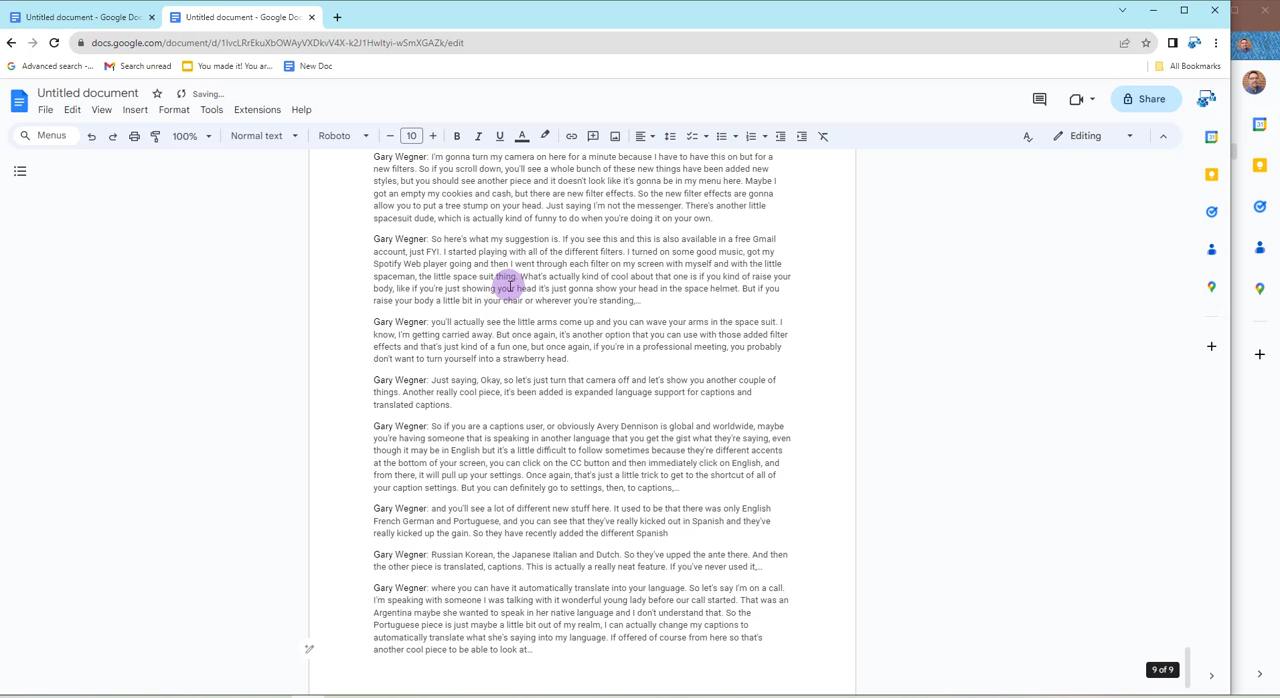 Untitled document - Google Doc
Untitled document - Google Doc
docs.google.com/document/d/1IvcLRrEkuXbOWAyVXDkvV4X-k2J1Hwltyi-wSmXGAZk/edit
Advanced search -...
Search unread
You made it! You ar...
New Doc
All Bookmarks
Untitled document
Saving...
File Edit View Insert Format Tools Extensions Help
Share
Menus
100%
Normal text
Roboto
10
Editing
Gary Wegner: I'm gonna turn my camera on here for a minute because I have to have this on but for a
new filters. So if you scroll down, you'll see a whole bunch of these new things have been added new
styles, but you should see another piece and it doesn't look like it's gonna be in my menu here. Maybe I
got an empty my cookies and cash, but there are new filter effects. So the new filter effects are gonna
allow you to put a tree stump on your head. Just saying I'm not the messenger. There's another little
spacesuit dude, which is actually kind of funny to do when you're doing it on your own.
Gary Wegner: So here's what my suggestion is. If you see this and this is also available in a free Gmail
account, just FYI. I started playing with all of the different filters. I turned on some good music, got my
Spotify Web player going and then I went through each filter on my screen with myself and with the little
spaceman, the little space suit thing. What's actually kind of cool about that one is if you kind of raise your
body, like if you're just showing your head it's just gonna show your head in the space helmet. But if you
raise your body a little bit in your chair or wherever you're standing,...
Gary Wegner: you'll actually see the little arms come up and you can wave your arms in the space suit. I
know, I'm getting carried away. But once again, it's another option that you can use with those added filter
effects and that's just kind of a fun one, but once again, if you're in a professional meeting, you probably
don't want to turn yourself into a strawberry head.
Gary Wegner: Just saying, Okay, so let's just turn that camera off and let's show you another couple of
things. Another really cool piece, it's been added is expanded language support for captions and
translated captions.
Gary Wegner: So if you are a captions user, or obviously Avery Dennison is global and worldwide, maybe
you're having someone that is speaking in another language that you get the gist what they're saying, even
though it may be in English but it's a little difficult to follow sometimes because they're different accents
at the bottom of your screen, you can click on the CC button and then immediately click on English, and
from there, it will pull up your settings. Once again, that's just a little trick to get to the shortcut of all of
your caption settings. But you can definitely go to settings, then, to captions,...
Gary Wegner: and you'll see a lot of different new stuff here. It used to be that there was only English
French German and Portuguese, and you can see that they've really kicked out in Spanish and they've
really kicked up the gain. So they have recently added the different Spanish
Gary Wegner: Russian Korean, the Japanese Italian and Dutch. So they've upped the ante there. And then
the other piece is translated, captions. This is actually a really neat feature. If you've never used it,...
Gary Wegner: where you can have it automatically translate into your language. So let's say I'm on a call.
I'm speaking with someone I was talking with it wonderful young lady before our call started. That was an
Argentina maybe she wanted to speak in her native language and I don't understand that. So the
Portuguese piece is just maybe a little bit out of my realm, I can actually change my captions to
automatically translate what she's saying into my language. If offered of course from here so that's
another cool piece to be able to look at...
9 of 9